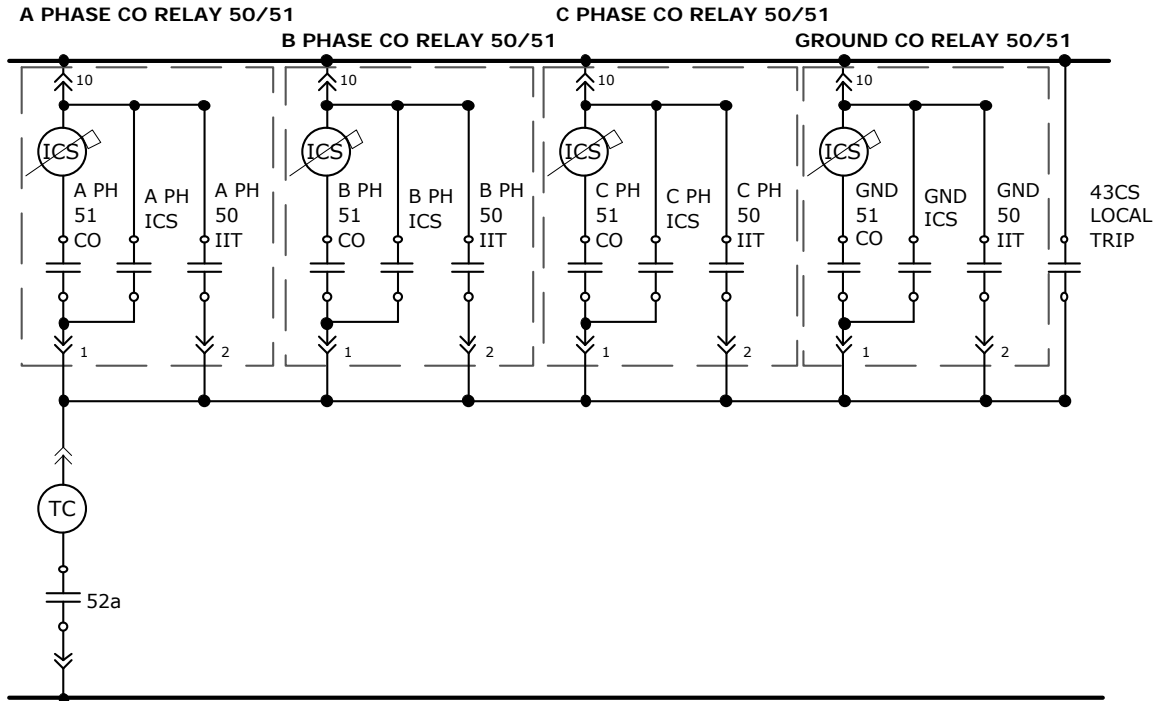 A PHASE CO RELAY 50/51
C PHASE CO RELAY 50/51
B PHASE CO RELAY 50/51
GROUND CO RELAY 50/51
10
10
10
10
ICS
ICS
ICS
ICS
A PH
51
CO
A PH
ICS
A PH
50
IIT
B PH
51
CO
B PH
ICS
B PH
50
IIT
C PH
51
CO
C PH
ICS
C PH
50
IIT
GND
51
CO
GND
ICS
GND
50
IIT
43CS
LOCAL
TRIP
1
2
1
2
1
2
1
2
TC
52a